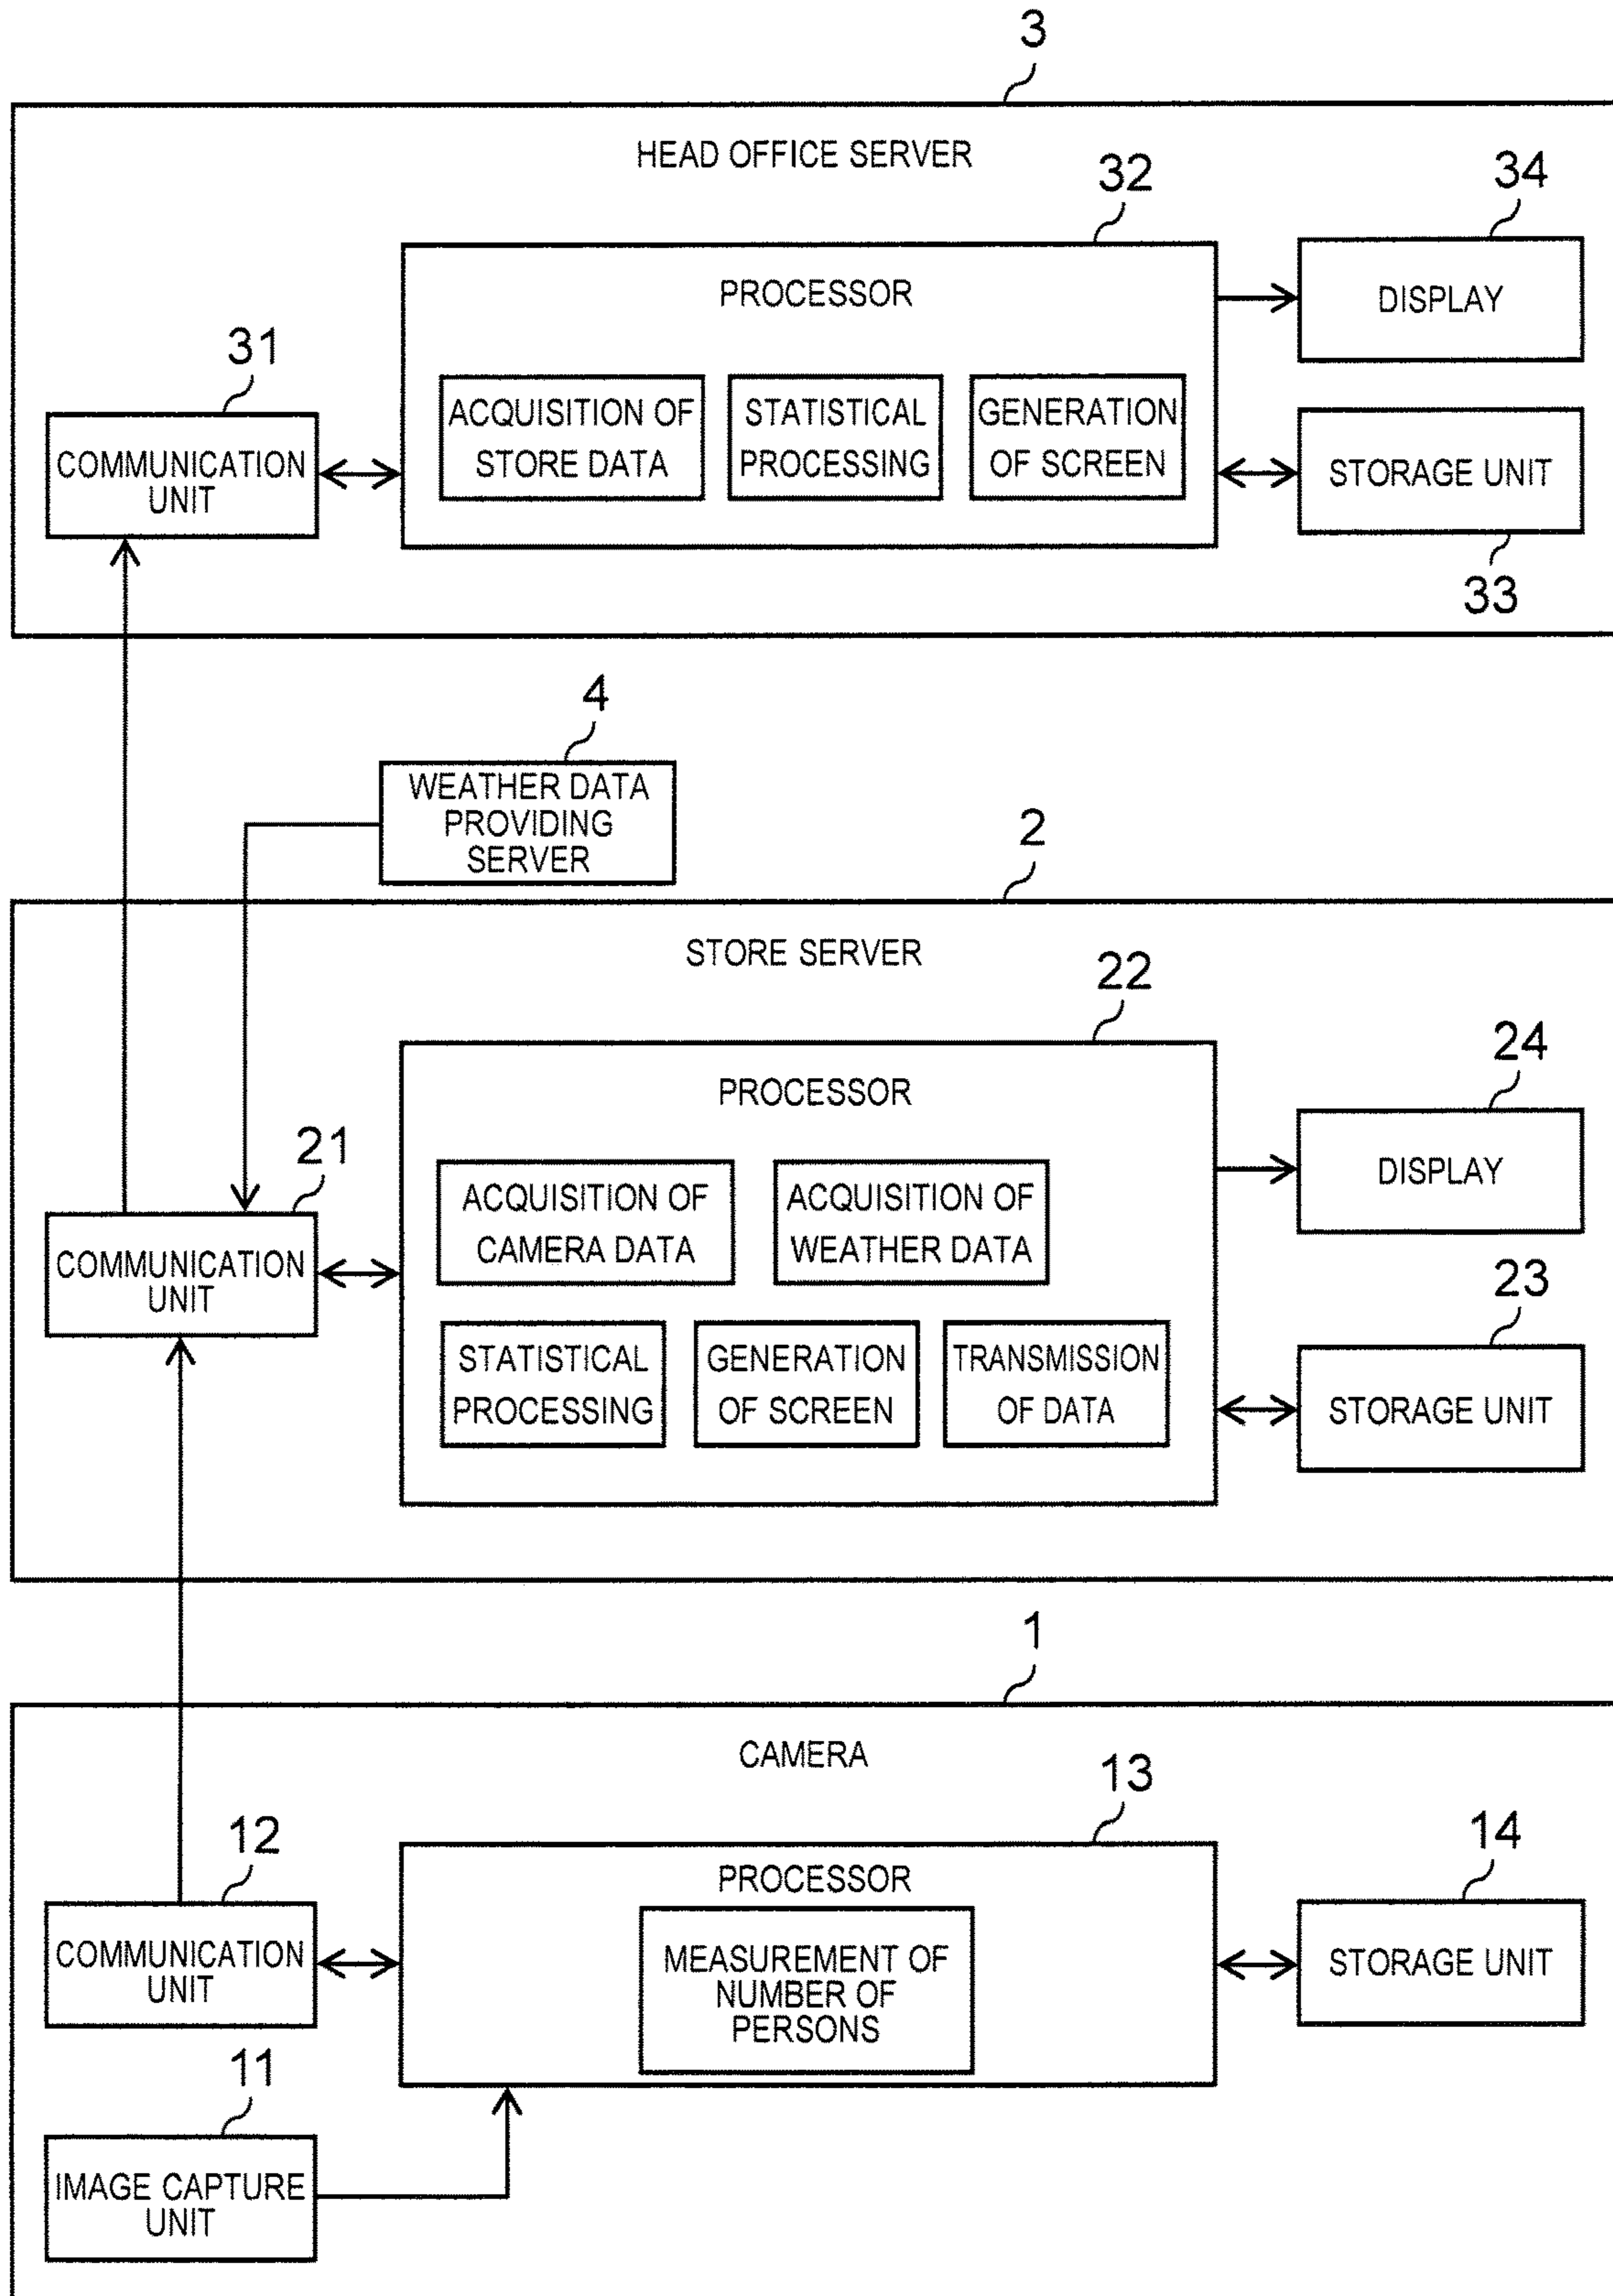 3
HEAD OFFICE SERVER
32
34
PROCESSOR
DISPLAY
31
COMMUNICATION
UNIT
ACQUISITION OF
STORE DATA
STATISTICAL
PROCESSING
GENERATION
OF SCREEN
STORAGE UNIT
33
4
WEATHER DATA
PROVIDING
SERVER
2
STORE SERVER
22
24
PROCESSOR
DISPLAY
21
COMMUNICATION
UNIT
ACQUISITION OF
CAMERA DATA
ACQUISITION OF
WEATHER DATA
23
STATISTICAL
PROCESSING
GENERATION
OF SCREEN
TRANSMISSION
OF DATA
STORAGE UNIT
1
CAMERA
13
12
14
PROCESSOR
COMMUNICATION
UNIT
MEASUREMENT OF
NUMBER OF
PERSONS
STORAGE UNIT
11
IMAGE CAPTURE
UNIT